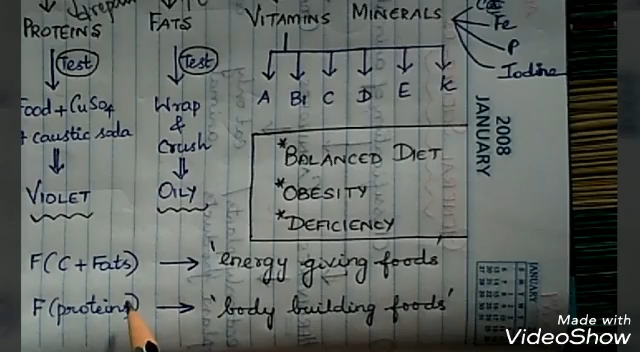 PROTEINS FATS VITAMINS MINERALS
Fe
P
Iodine
Test Test
A B1 C D E K
Food + CuSO4 Wrap
+ caustic soda &
Crush
VIOLET OILY
*BALANCED DIET
*OBESITY
*DEFICIENCY
F(C + Fats) → 'energy giving foods'
F(proteins) → 'body building foods'
2008
JANUARY
JANUARY
Made with
VideoShow